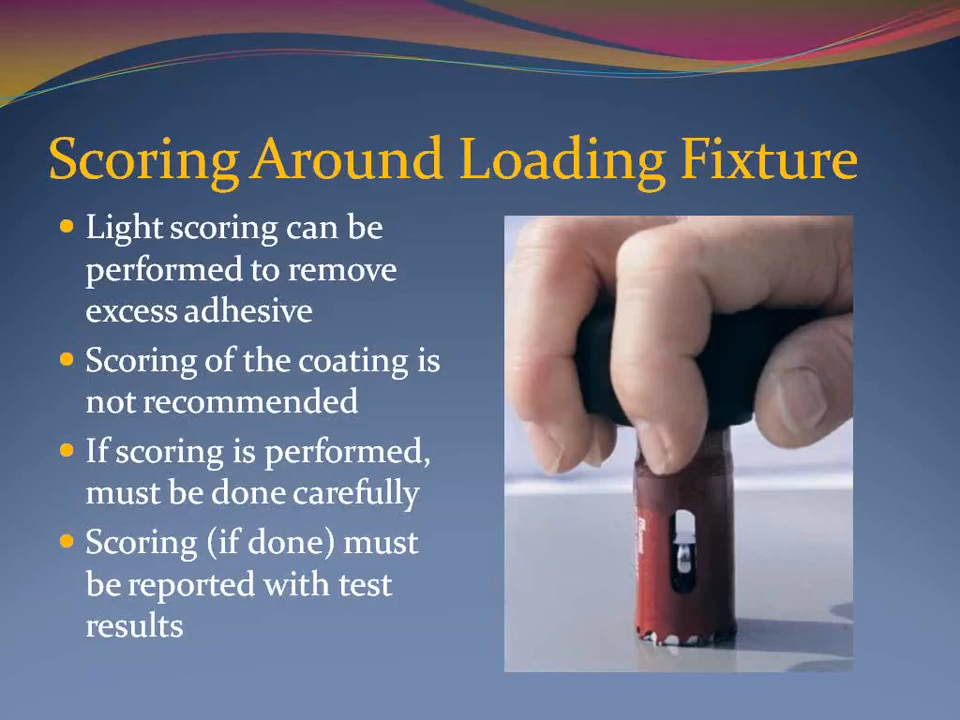 Scoring Around Loading Fixture
Light scoring can be
performed to remove
excess adhesive
Scoring of the coating is
not recommended
If scoring is performed,
must be done carefully
Scoring (if done) must
be reported with test
results